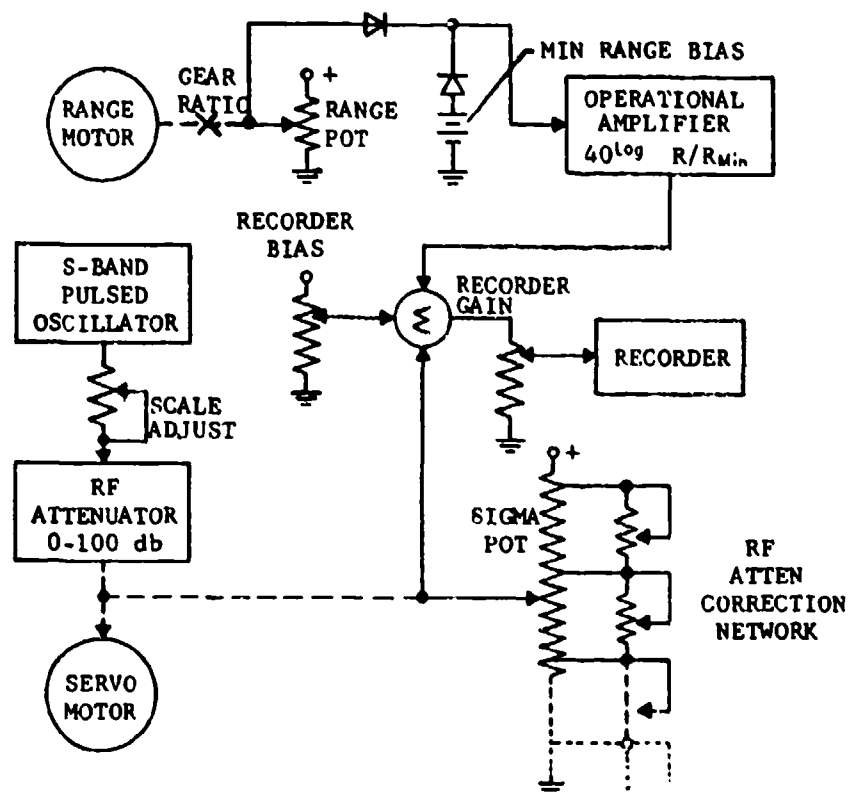 GEAR
RATIO
RANGE
MOTOR
+
RANGE
POT
MIN RANGE BIAS
OPERATIONAL
AMPLIFIER
40log R/RMin
RECORDER
BIAS
S-BAND
PULSED
OSCILLATOR
Σ
RECORDER
GAIN
RECORDER
SCALE
ADJUST
RF
ATTENUATOR
0-100 db
+
SIGMA
POT
RF
ATTEN
CORRECTION
NETWORK
SERVO
MOTOR